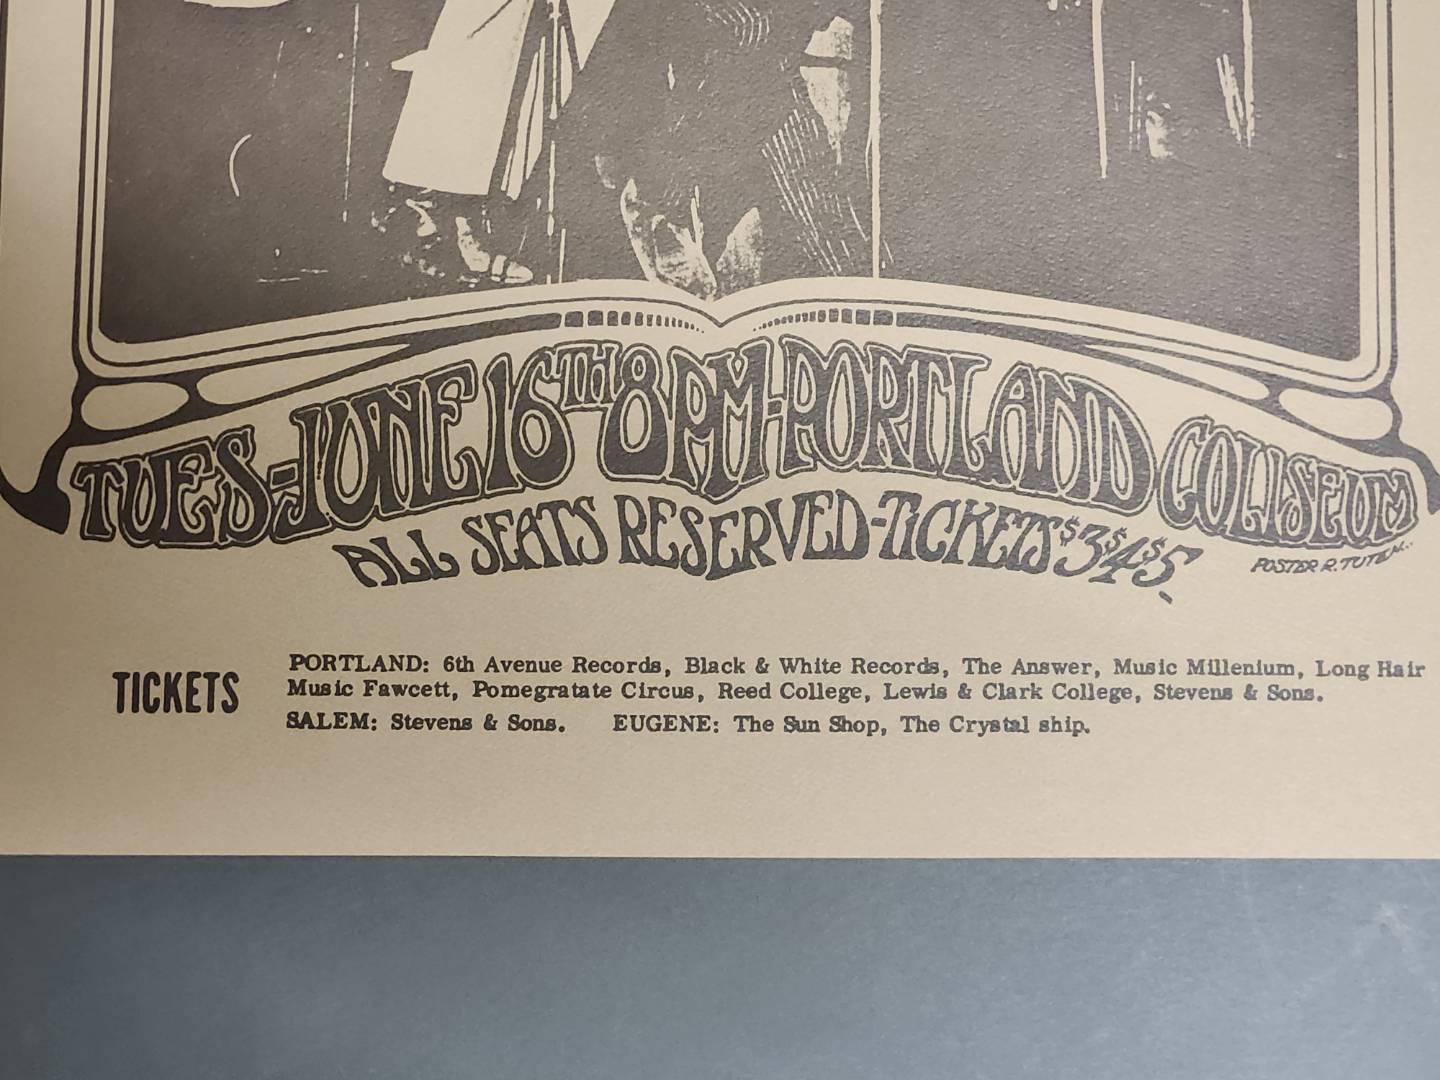 TUES-JUNE 16TH 8PM-PORTLAND COLISEUM
ALL SEATS RESERVED-TICKETS $3 $4 $5
POSTER R. TUTEN..
TICKETS
PORTLAND: 6th Avenue Records, Black & White Records, The Answer, Music Millenium, Long Hair
Music Fawcett, Pomegratate Circus, Reed College, Lewis & Clark College, Stevens & Sons.
SALEM: Stevens & Sons. EUGENE: The Sun Shop, The Crystal ship.